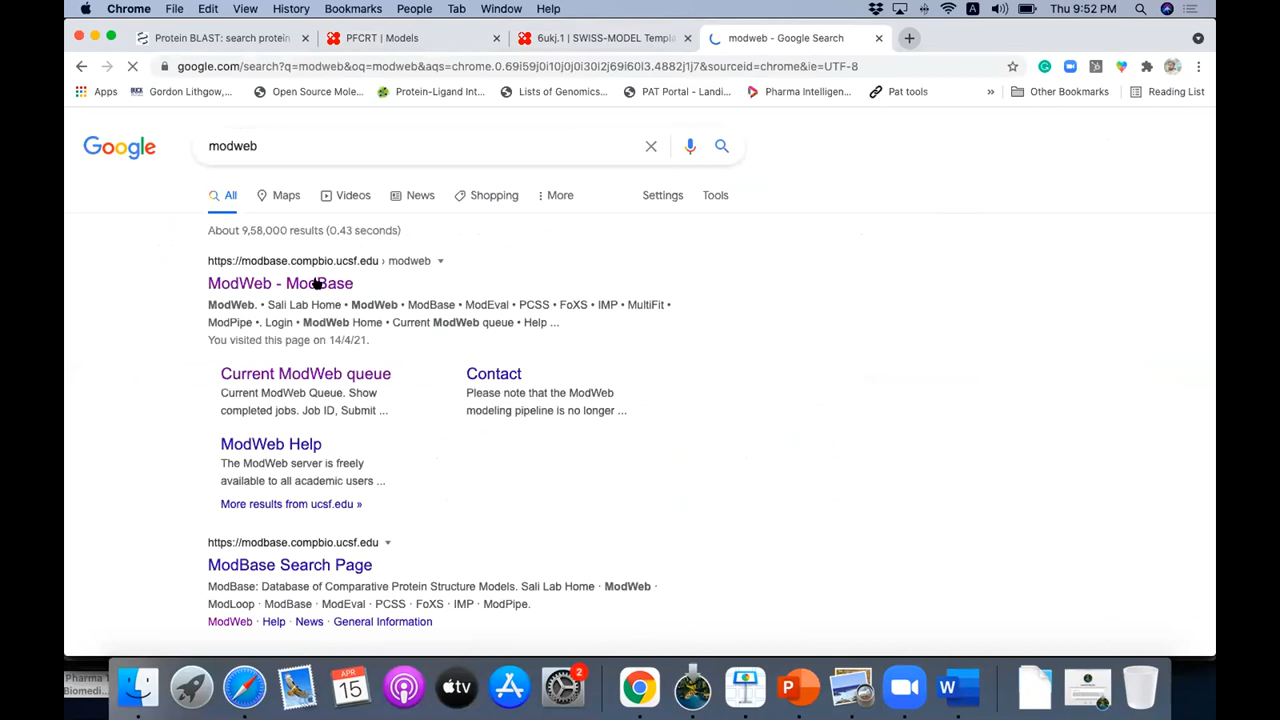 Chrome File Edit View History Bookmarks People Tab Window Help A Thu 9:52 PM
Protein BLAST: search protein PFCRT | Models 6ukj.1 | SWISS-MODEL Templa modweb - Google Search
google.com/search?q=modweb&oq=modweb&aqs=chrome.0.69i59j0i10j0j0i30l2j69i60l3.4882j1j7&sourceid=chrome&ie=UTF-8
Apps Gordon Lithgow,... Open Source Mole... Protein-Ligand Int... Lists of Genomics... PAT Portal - Landi... Pharma Intelligen... Pat tools » Other Bookmarks Reading List
Google modweb
All Maps Videos News Shopping More Settings Tools
About 9,58,000 results (0.43 seconds)
https://modbase.compbio.ucsf.edu › modweb
ModWeb - ModBase
ModWeb. • Sali Lab Home • ModWeb • ModBase • ModEval • PCSS • FoXS • IMP • MultiFit •
ModPipe •. Login • ModWeb Home • Current ModWeb queue • Help ...
You visited this page on 14/4/21.
Current ModWeb queue
Current ModWeb Queue. Show
completed jobs. Job ID, Submit ...
Contact
Please note that the ModWeb
modeling pipeline is no longer ...
ModWeb Help
The ModWeb server is freely
available to all academic users ...
More results from ucsf.edu »
https://modbase.compbio.ucsf.edu
ModBase Search Page
ModBase: Database of Comparative Protein Structure Models. Sali Lab Home · ModWeb ·
ModLoop · ModBase · ModEval · PCSS · FoXS · IMP · ModPipe.
ModWeb · Help · News · General Information
Pharma
Biomedi
APR
15
tv
2
P
W